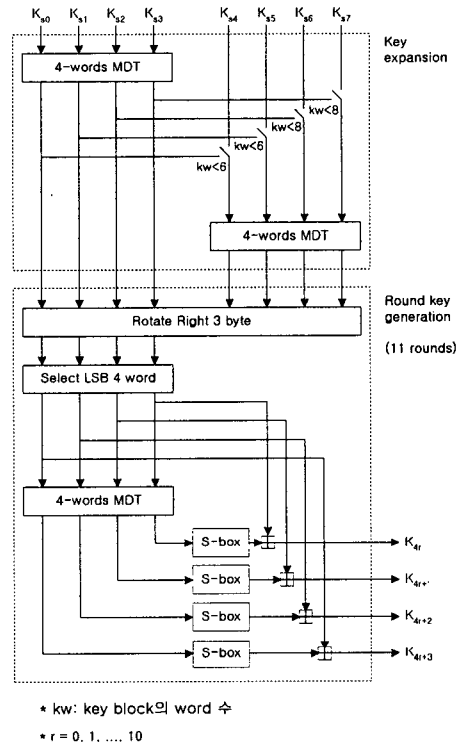 Ks0 Ks1 Ks2 Ks3 Ks4 Ks5 Ks6 Ks7
Key
expansion
4-words MDT
kw<8
kw<8
kw<6
kw<6
4-words MDT
Round key
generation
(11 rounds)
Rotate Right 3 byte
Select LSB 4 word
4-words MDT
S-box
K4r
S-box
K4r+1
S-box
K4r+2
S-box
K4r+3
* kw: key block의 word 수
* r = 0, 1, ..., 10